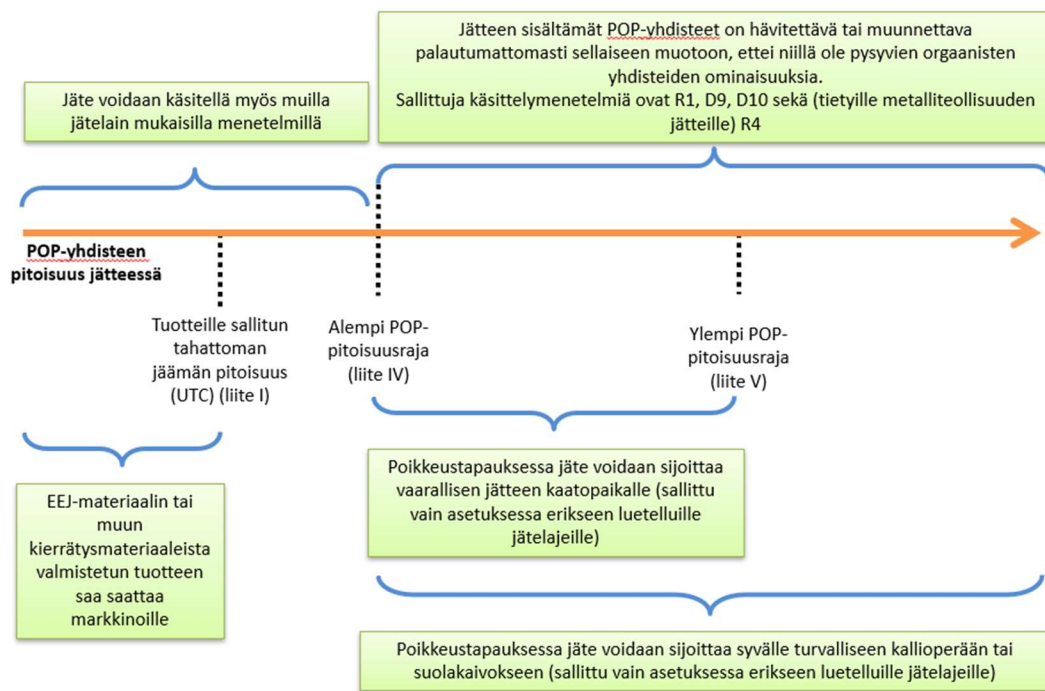 Jätteen sisältämät POP-yhdisteet on hävitettävä tai muunnettava
palautumattomasti sellaiseen muotoon, ettei niillä ole pysyvien orgaanisten
yhdisteiden ominaisuuksia.
Sallittuja käsittelymenetelmiä ovat R1, D9, D10 sekä (tietyille metalliteollisuuden
jätteille) R4
Jäte voidaan käsitellä myös muilla
jätelain mukaisilla menetelmillä
POP-yhdisteen
pitoisuus jätteessä
Tuotteille sallitun
tahattoman
jäämän pitoisuus
(UTC) (liite I)
Alempi POP-
pitoisuusraja
(liite IV)
Ylempi POP-
pitoisuusraja
(liite V)
EEJ-materiaalin tai
muun
kierrätysmateriaaleista
valmistetun tuotteen
saa saattaa
markkinoille
Poikkeustapauksessa jäte voidaan sijoittaa
vaarallisen jätteen kaatopaikalle (sallittu
vain asetuksessa erikseen luetelluille
jätelajeille)
Poikkeustapauksessa jäte voidaan sijoittaa syvälle turvalliseen kallioperään tai
suolakaivokseen (sallittu vain asetuksessa erikseen luetelluille jätelajeille)